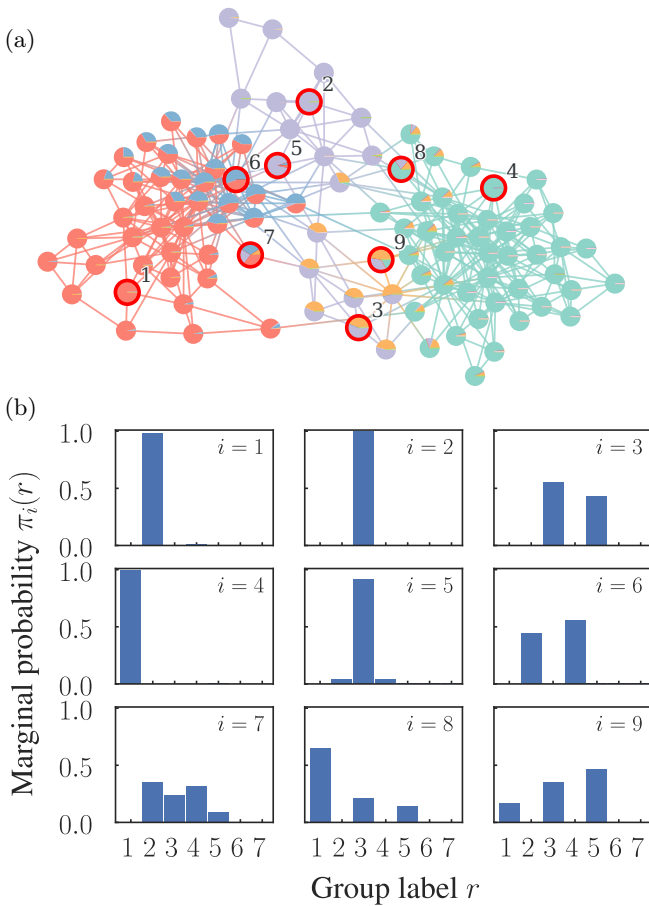 (a)
2
5
6
8
4
7
9
1
3
(b)
Marginal probability πᵢ(r)
1.0
0.5
0.0
i = 1
i = 2
i = 3
1.0
0.5
0.0
i = 4
i = 5
i = 6
1.0
0.5
0.0
i = 7
i = 8
i = 9
1 2 3 4 5 6 7
1 2 3 4 5 6 7
1 2 3 4 5 6 7
Group label r